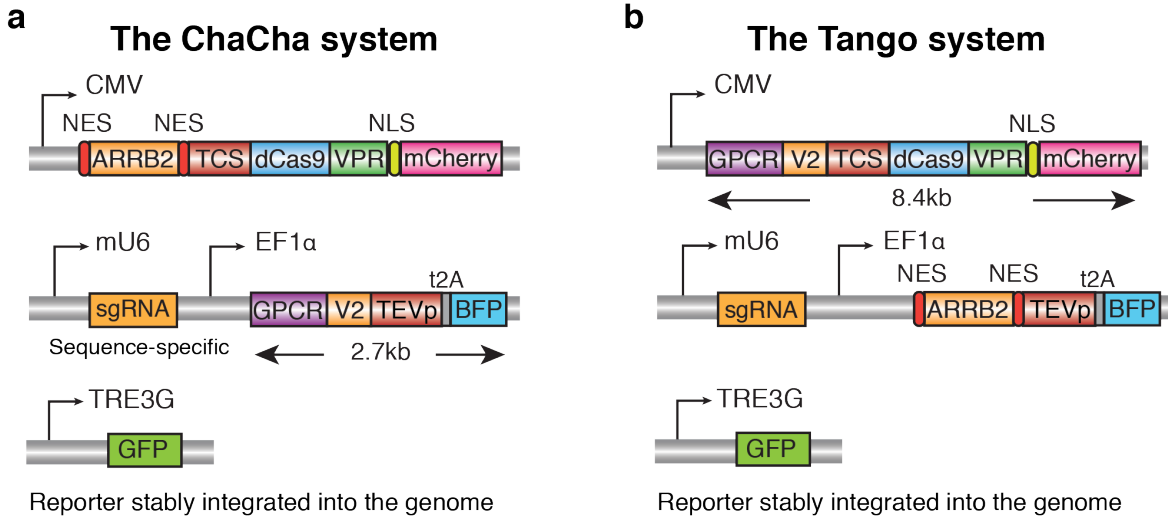 a
The ChaCha system
CMV
NES NES NLS
ARRB2 TCS dCas9 VPR mCherry
mU6 EF1α
t2A
sgRNA GPCR V2 TEVp BFP
Sequence-specific
2.7kb
TRE3G
GFP
Reporter stably integrated into the genome
b
The Tango system
CMV
NLS
GPCR V2 TCS dCas9 VPR mCherry
8.4kb
mU6 EF1α
NES NES t2A
sgRNA ARRB2 TEVp BFP
TRE3G
GFP
Reporter stably integrated into the genome